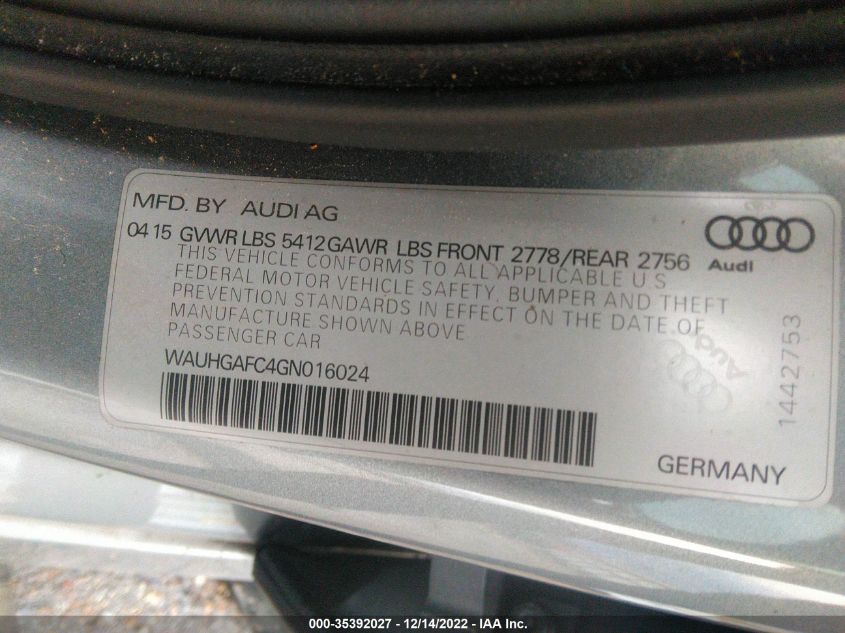 MFD. BY AUDI AG
04 15 GVWR LBS 5412 GAWR LBS FRONT 2778/REAR 2756
THIS VEHICLE CONFORMS TO ALL APPLICABLE U.S
FEDERAL MOTOR VEHICLE SAFETY, BUMPER AND THEFT
PREVENTION STANDARDS IN EFFECT ON THE DATE OF
MANUFACTURE SHOWN ABOVE
PASSENGER CAR
WAUHGAFC4GN016024
Audi
Audi
1442753
GERMANY
000-35392027 - 12/14/2022 - IAA Inc.